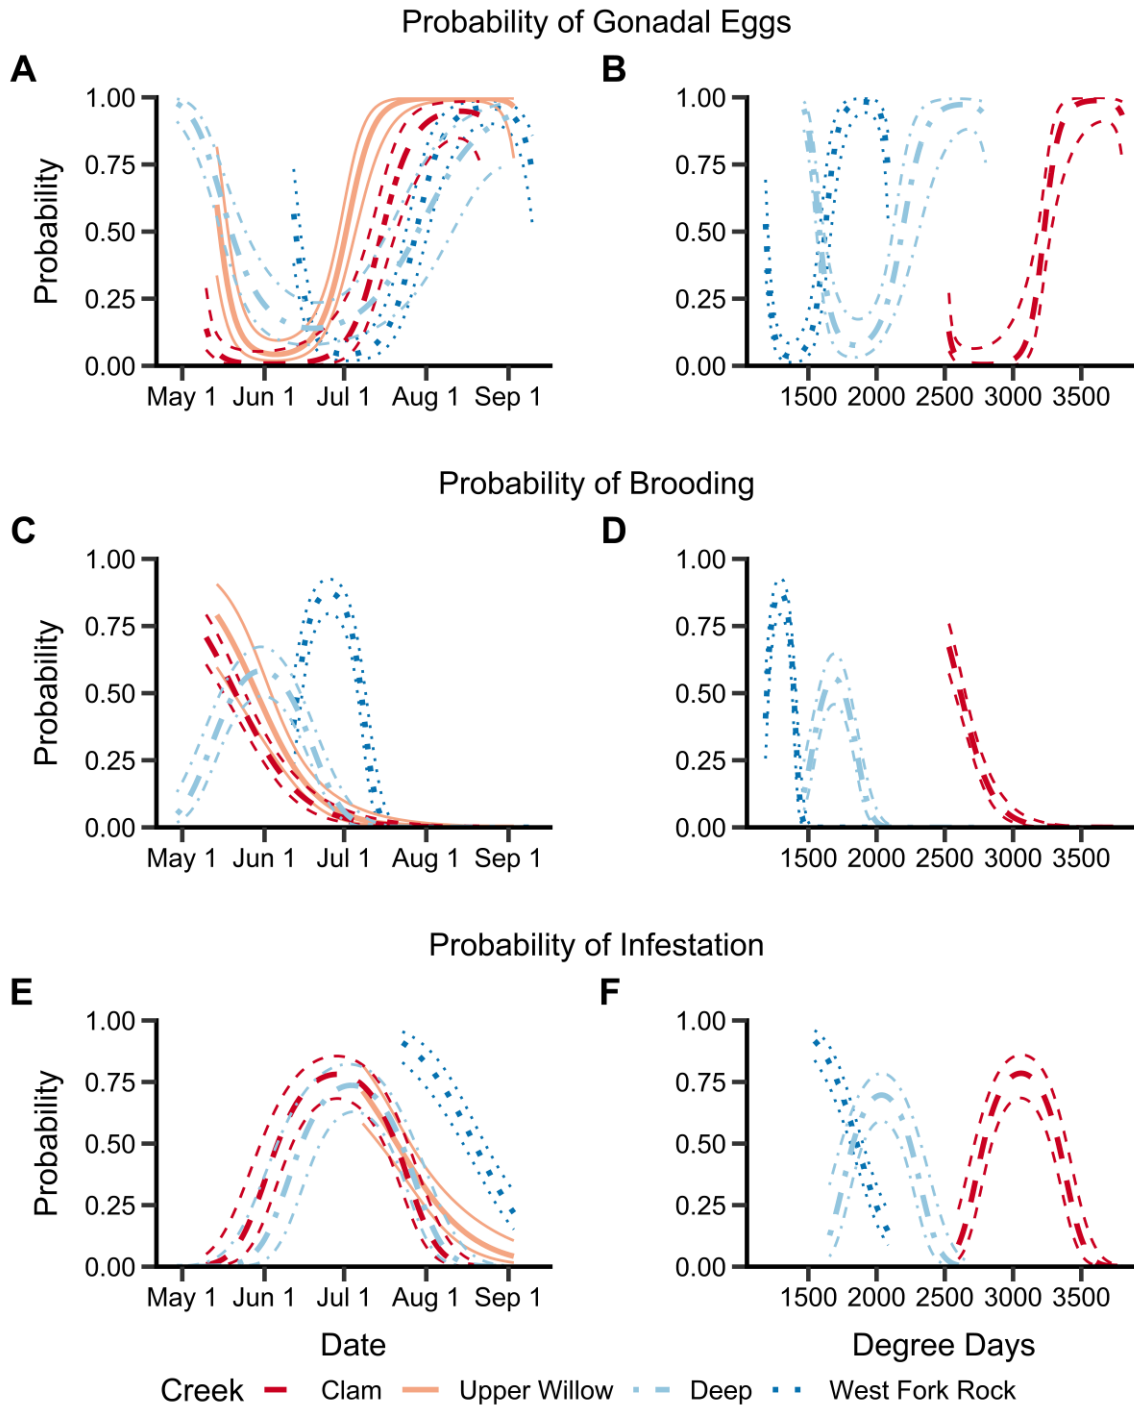 Probability of Gonadal Eggs
A
B
1.00
0.75
0.50
0.25
0.00
Probability
May 1 Jun 1 Jul 1 Aug 1 Sep 1
1.00
0.75
0.50
0.25
0.00
1500 2000 2500 3000 3500
Probability of Brooding
C
D
1.00
0.75
0.50
0.25
0.00
Probability
May 1 Jun 1 Jul 1 Aug 1 Sep 1
1.00
0.75
0.50
0.25
0.00
1500 2000 2500 3000 3500
Probability of Infestation
E
F
1.00
0.75
0.50
0.25
0.00
Probability
May 1 Jun 1 Jul 1 Aug 1 Sep 1
Date
1.00
0.75
0.50
0.25
0.00
1500 2000 2500 3000 3500
Degree Days
Creek Clam Upper Willow Deep West Fork Rock